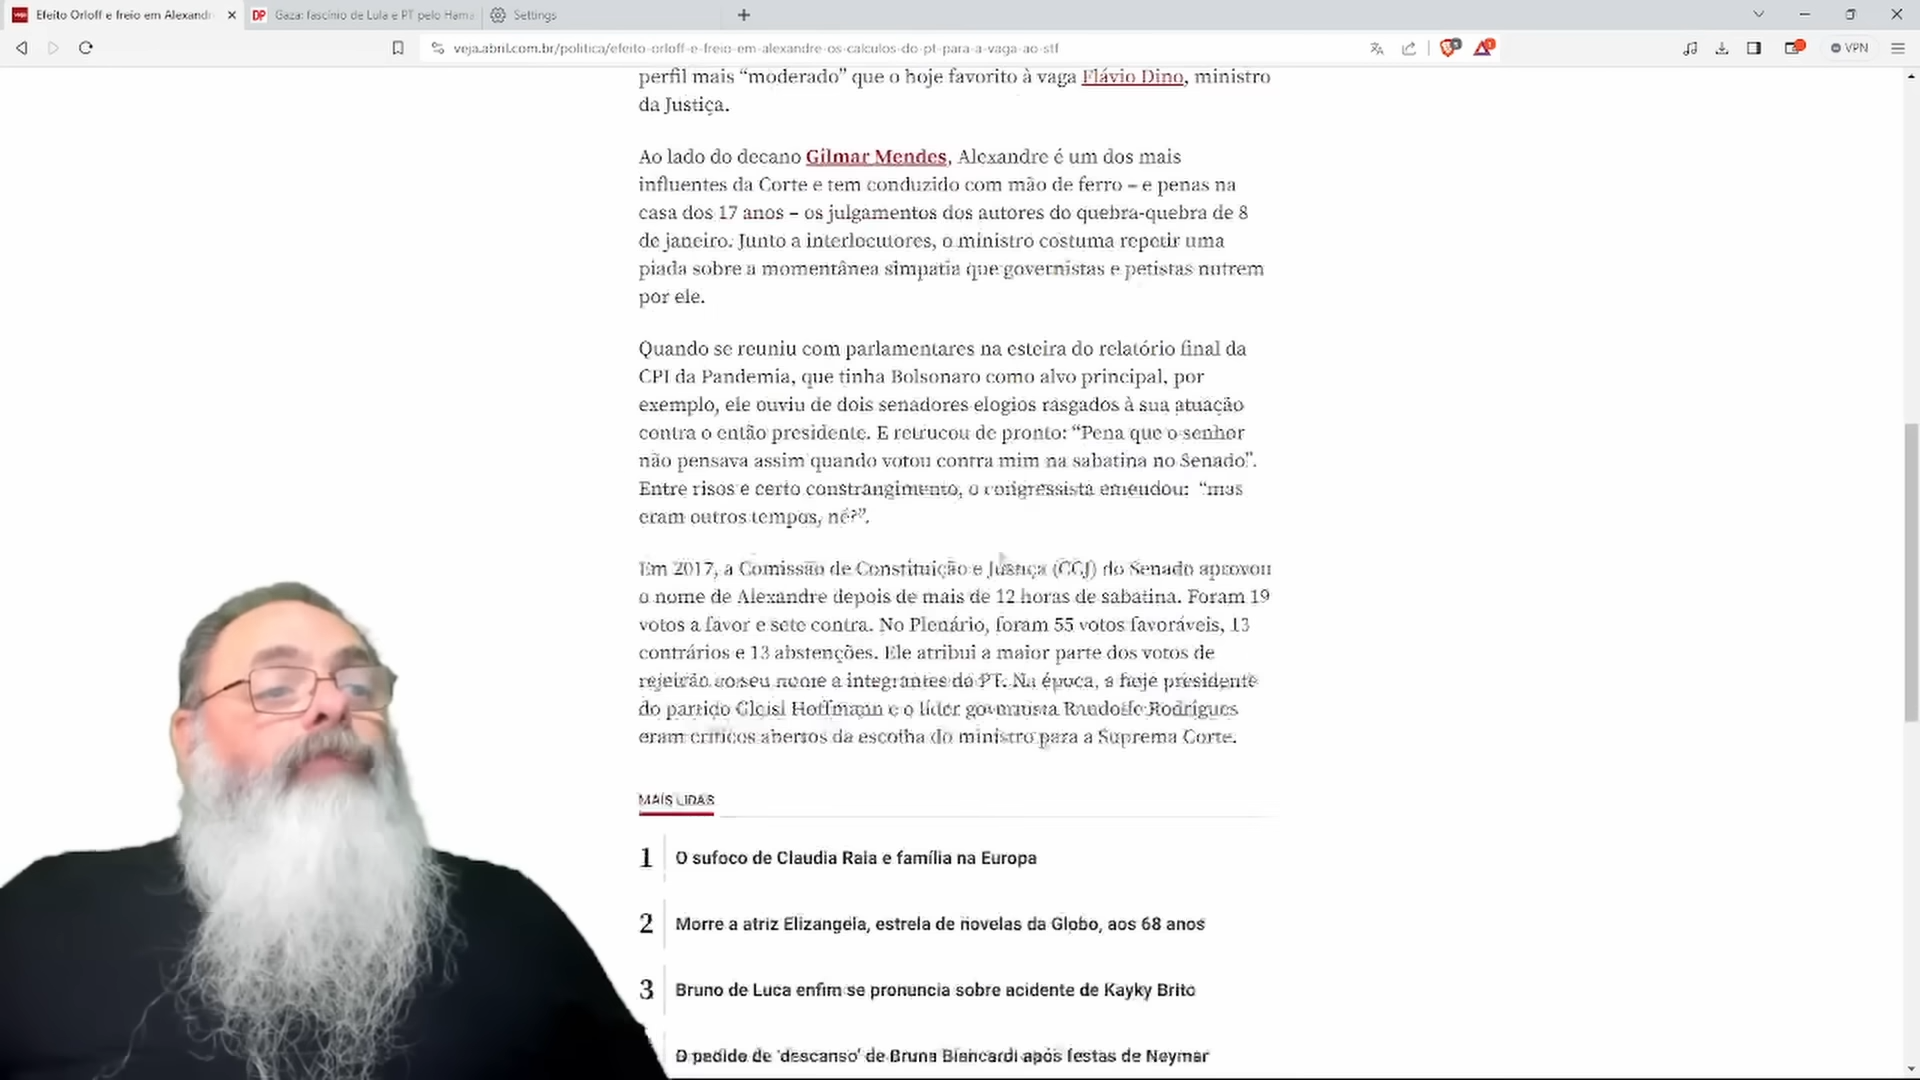 Efeito Orloff e freio em Alexandr
DP Gaza: fascínio de Lula e PT pelo Hama
Settings
veja.abril.com.br/politica/efeito-orloff-e-freio-em-alexandre-os-calculos-do-pt-para-a-vaga-ao-stf
VPN
perfil mais “moderado” que o hoje favorito à vaga Flávio Dino, ministro
da Justiça.
Ao lado do decano Gilmar Mendes, Alexandre é um dos mais
influentes da Corte e tem conduzido com mão de ferro – e penas na
casa dos 17 anos – os julgamentos dos autores do quebra-quebra de 8
de janeiro. Junto a interlocutores, o ministro costuma repetir uma
piada sobre a momentânea simpatia que governistas e petistas nutrem
por ele.
Quando se reuniu com parlamentares na esteira do relatório final da
CPI da Pandemia, que tinha Bolsonaro como alvo principal, por
exemplo, ele ouviu de dois senadores elogios rasgados à sua atuação
contra o então presidente. E retrucou de pronto: “Pena que o senhor
não pensava assim quando votou contra mim na sabatina no Senado”.
Entre risos e certo constrangimento, o congressista emendou: “mas
eram outros tempos, né?”.
Em 2017, a Comissão de Constituição e Justiça (CCJ) do Senado aprovou
o nome de Alexandre depois de mais de 12 horas de sabatina. Foram 19
votos a favor e sete contra. No Plenário, foram 55 votos favoráveis, 13
contrários e 13 abstenções. Ele atribui a maior parte dos votos de
rejeição ao seu nome a integrantes do PT. Na época, a hoje presidente
do partido Gleisi Hoffmann e o líder governista Randolfe Rodrigues
eram críticos abertos da escolha do ministro para a Suprema Corte.
MAIS LIDAS
1 O sufoco de Claudia Raia e família na Europa
2 Morre a atriz Elizangela, estrela de novelas da Globo, aos 68 anos
3 Bruno de Luca enfim se pronuncia sobre acidente de Kayky Brito
O pedido de ‘descanso’ de Bruna Biancardi após festas de Neymar